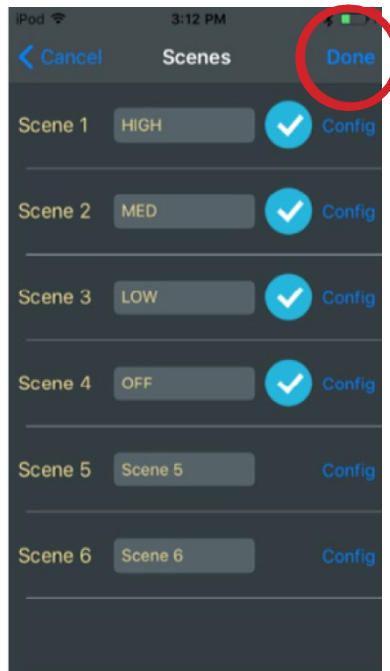 iPod 3:12 PM
Cancel Scenes Done
Scene 1 HIGH Config
Scene 2 MED Config
Scene 3 LOW Config
Scene 4 OFF Config
Scene 5 Scene 5 Config
Scene 6 Scene 6 Config